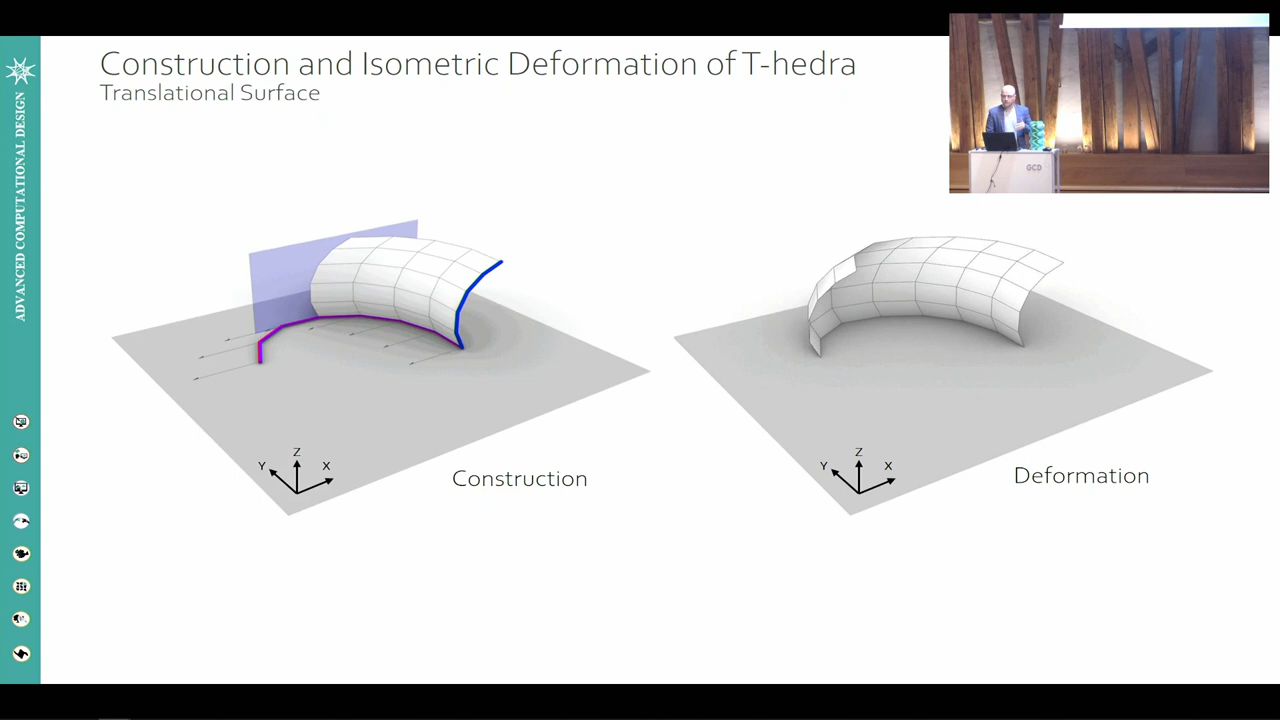 Construction and Isometric Deformation of T-hedra
Translational Surface
ADVANCED COMPUTATIONAL DESIGN
GCD
Z
Y
X
Construction
Z
Y
X
Deformation